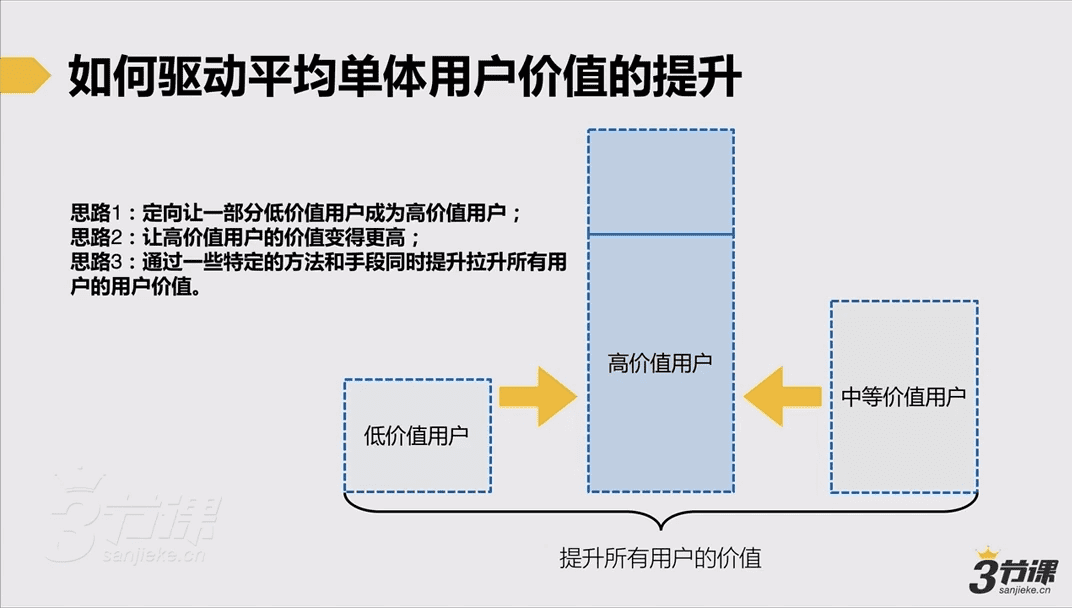 如何驱动平均单体用户价值的提升
思路1：定向让一部分低价值用户成为高价值用户；
思路2：让高价值用户的价值变得更高；
思路3：通过一些特定的方法和手段同时提升拉升所有用
户的用户价值。
高价值用户
中等价值用户
低价值用户
提升所有用户的价值
3节课
sanjieke.cn
3节课
sanjieke.cn